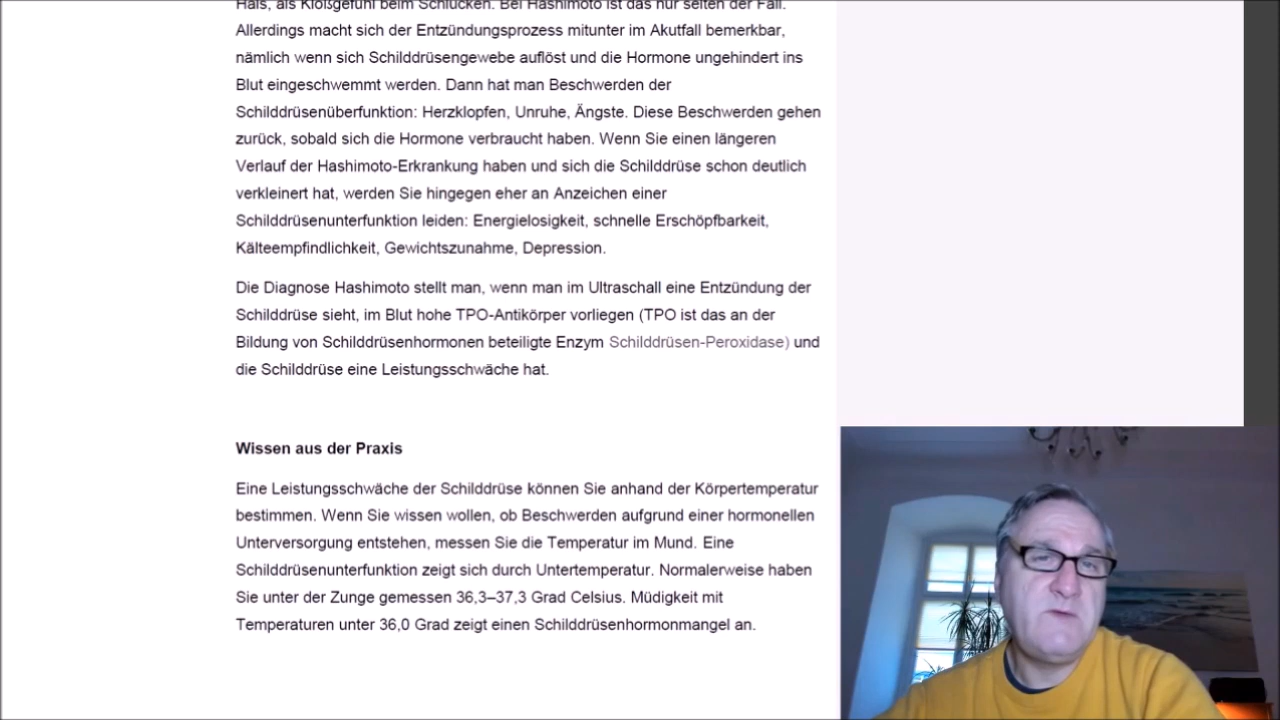 Hals, als Kloßgefühl beim Schlucken. Bei Hashimoto ist das nur selten der Fall.
Allerdings macht sich der Entzündungsprozess mitunter im Akutfall bemerkbar,
nämlich wenn sich Schilddrüsengewebe auflöst und die Hormone ungehindert ins
Blut eingeschwemmt werden. Dann hat man Beschwerden der
Schilddrüsenüberfunktion: Herzklopfen, Unruhe, Ängste. Diese Beschwerden gehen
zurück, sobald sich die Hormone verbraucht haben. Wenn Sie einen längeren
Verlauf der Hashimoto-Erkrankung haben und sich die Schilddrüse schon deutlich
verkleinert hat, werden Sie hingegen eher an Anzeichen einer
Schilddrüsenunterfunktion leiden: Energielosigkeit, schnelle Erschöpfbarkeit,
Kälteempfindlichkeit, Gewichtszunahme, Depression.
Die Diagnose Hashimoto stellt man, wenn man im Ultraschall eine Entzündung der
Schilddrüse sieht, im Blut hohe TPO-Antikörper vorliegen (TPO ist das an der
Bildung von Schilddrüsenhormonen beteiligte Enzym Schilddrüsen-Peroxidase) und
die Schilddrüse eine Leistungsschwäche hat.
Wissen aus der Praxis
Eine Leistungsschwäche der Schilddrüse können Sie anhand der Körpertemperatur
bestimmen. Wenn Sie wissen wollen, ob Beschwerden aufgrund einer hormonellen
Unterversorgung entstehen, messen Sie die Temperatur im Mund. Eine
Schilddrüsenunterfunktion zeigt sich durch Untertemperatur. Normalerweise haben
Sie unter der Zunge gemessen 36,3–37,3 Grad Celsius. Müdigkeit mit
Temperaturen unter 36,0 Grad zeigt einen Schilddrüsenhormonmangel an.